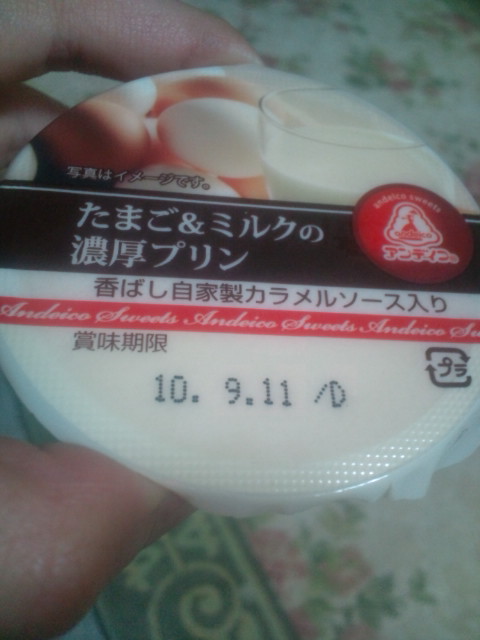 写真はイメージです。
たまご&ミルクの
濃厚プリン
andeico sweets
アンデイコ®
香ばし自家製カラメルソース入り
Andeico Sweets Andeico Sweets Andeico Su
賞味期限
プラ
10. 9.11 /D